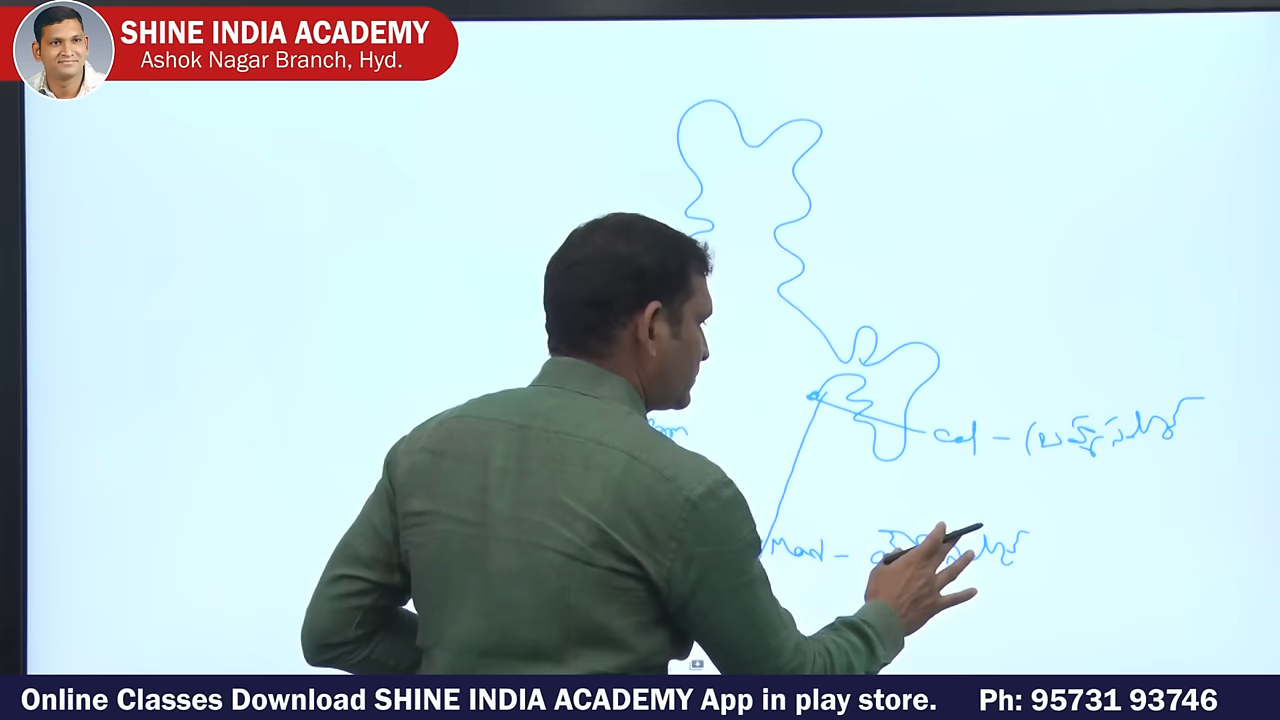 SHINE INDIA ACADEMY
Ashok Nagar Branch, Hyd.
Cal -
Man -
Online Classes Download SHINE INDIA ACADEMY App in play store. Ph: 95731 93746